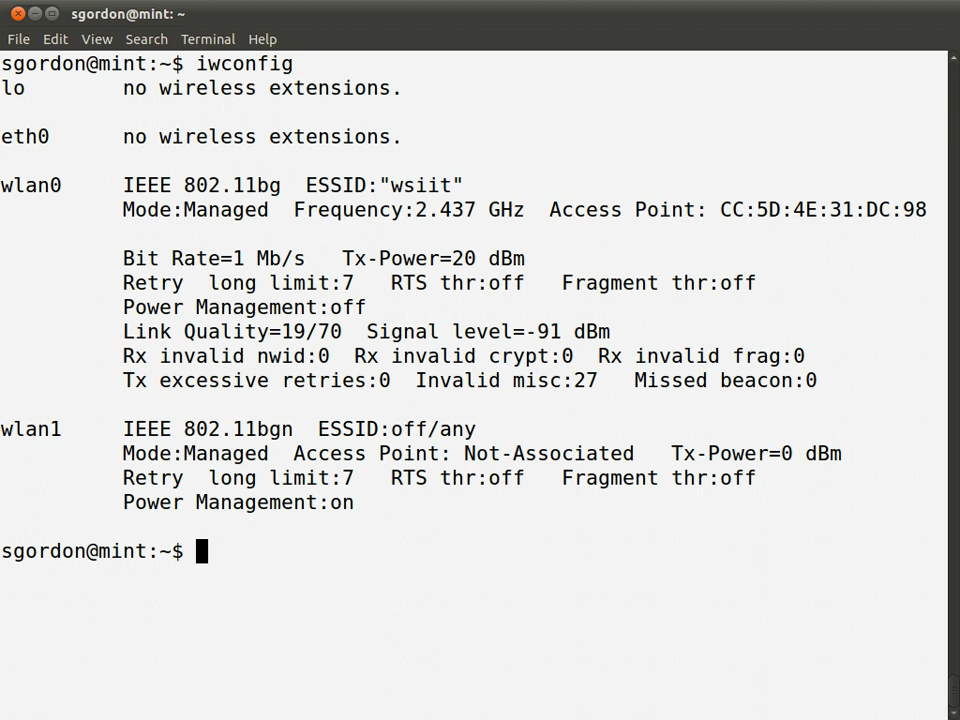 sgordon@mint: ~
File Edit View Search Terminal Help
sgordon@mint:~$ iwconfig
lo        no wireless extensions.
eth0      no wireless extensions.
wlan0     IEEE 802.11bg  ESSID:"wsiit"
          Mode:Managed  Frequency:2.437 GHz  Access Point: CC:5D:4E:31:DC:98
          Bit Rate=1 Mb/s   Tx-Power=20 dBm
          Retry  long limit:7   RTS thr:off   Fragment thr:off
          Power Management:off
          Link Quality=19/70  Signal level=-91 dBm
          Rx invalid nwid:0  Rx invalid crypt:0  Rx invalid frag:0
          Tx excessive retries:0  Invalid misc:27   Missed beacon:0
wlan1     IEEE 802.11bgn  ESSID:off/any
          Mode:Managed  Access Point: Not-Associated   Tx-Power=0 dBm
          Retry  long limit:7   RTS thr:off   Fragment thr:off
          Power Management:on
sgordon@mint:~$